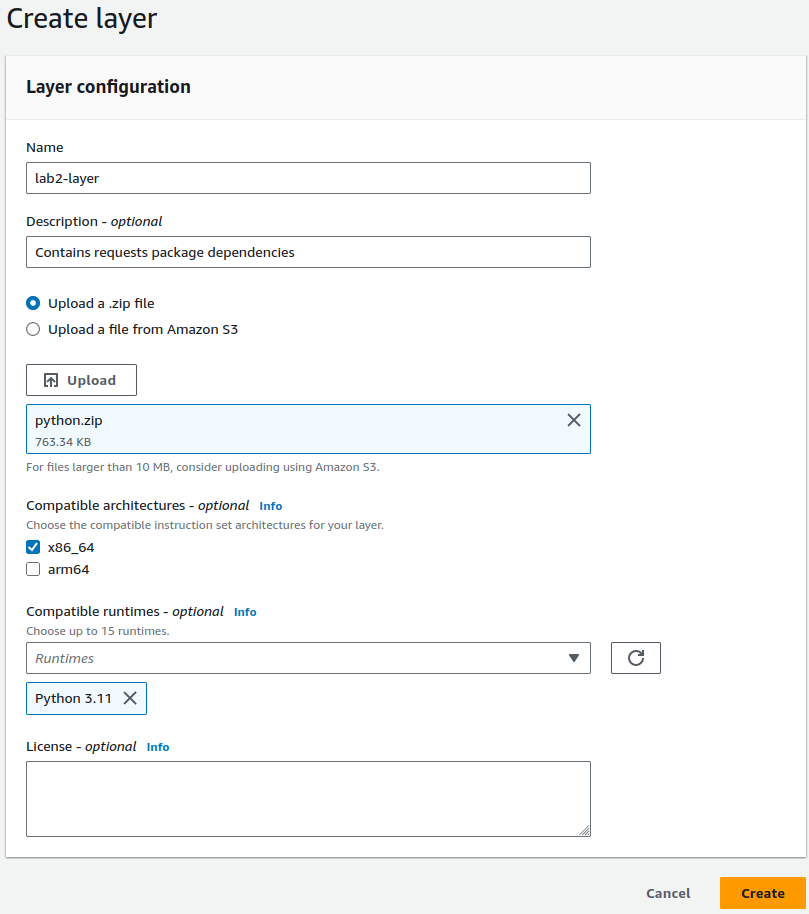 Create layer
Layer configuration
Name
lab2-layer
Description - optional
Contains requests package dependencies
Upload a .zip file
Upload a file from Amazon S3
Upload
python.zip
763.34 KB
For files larger than 10 MB, consider uploading using Amazon S3.
Compatible architectures - optional Info
Choose the compatible instruction set architectures for your layer.
x86_64
arm64
Compatible runtimes - optional Info
Choose up to 15 runtimes.
Runtimes
Python 3.11
License - optional Info
Cancel Create